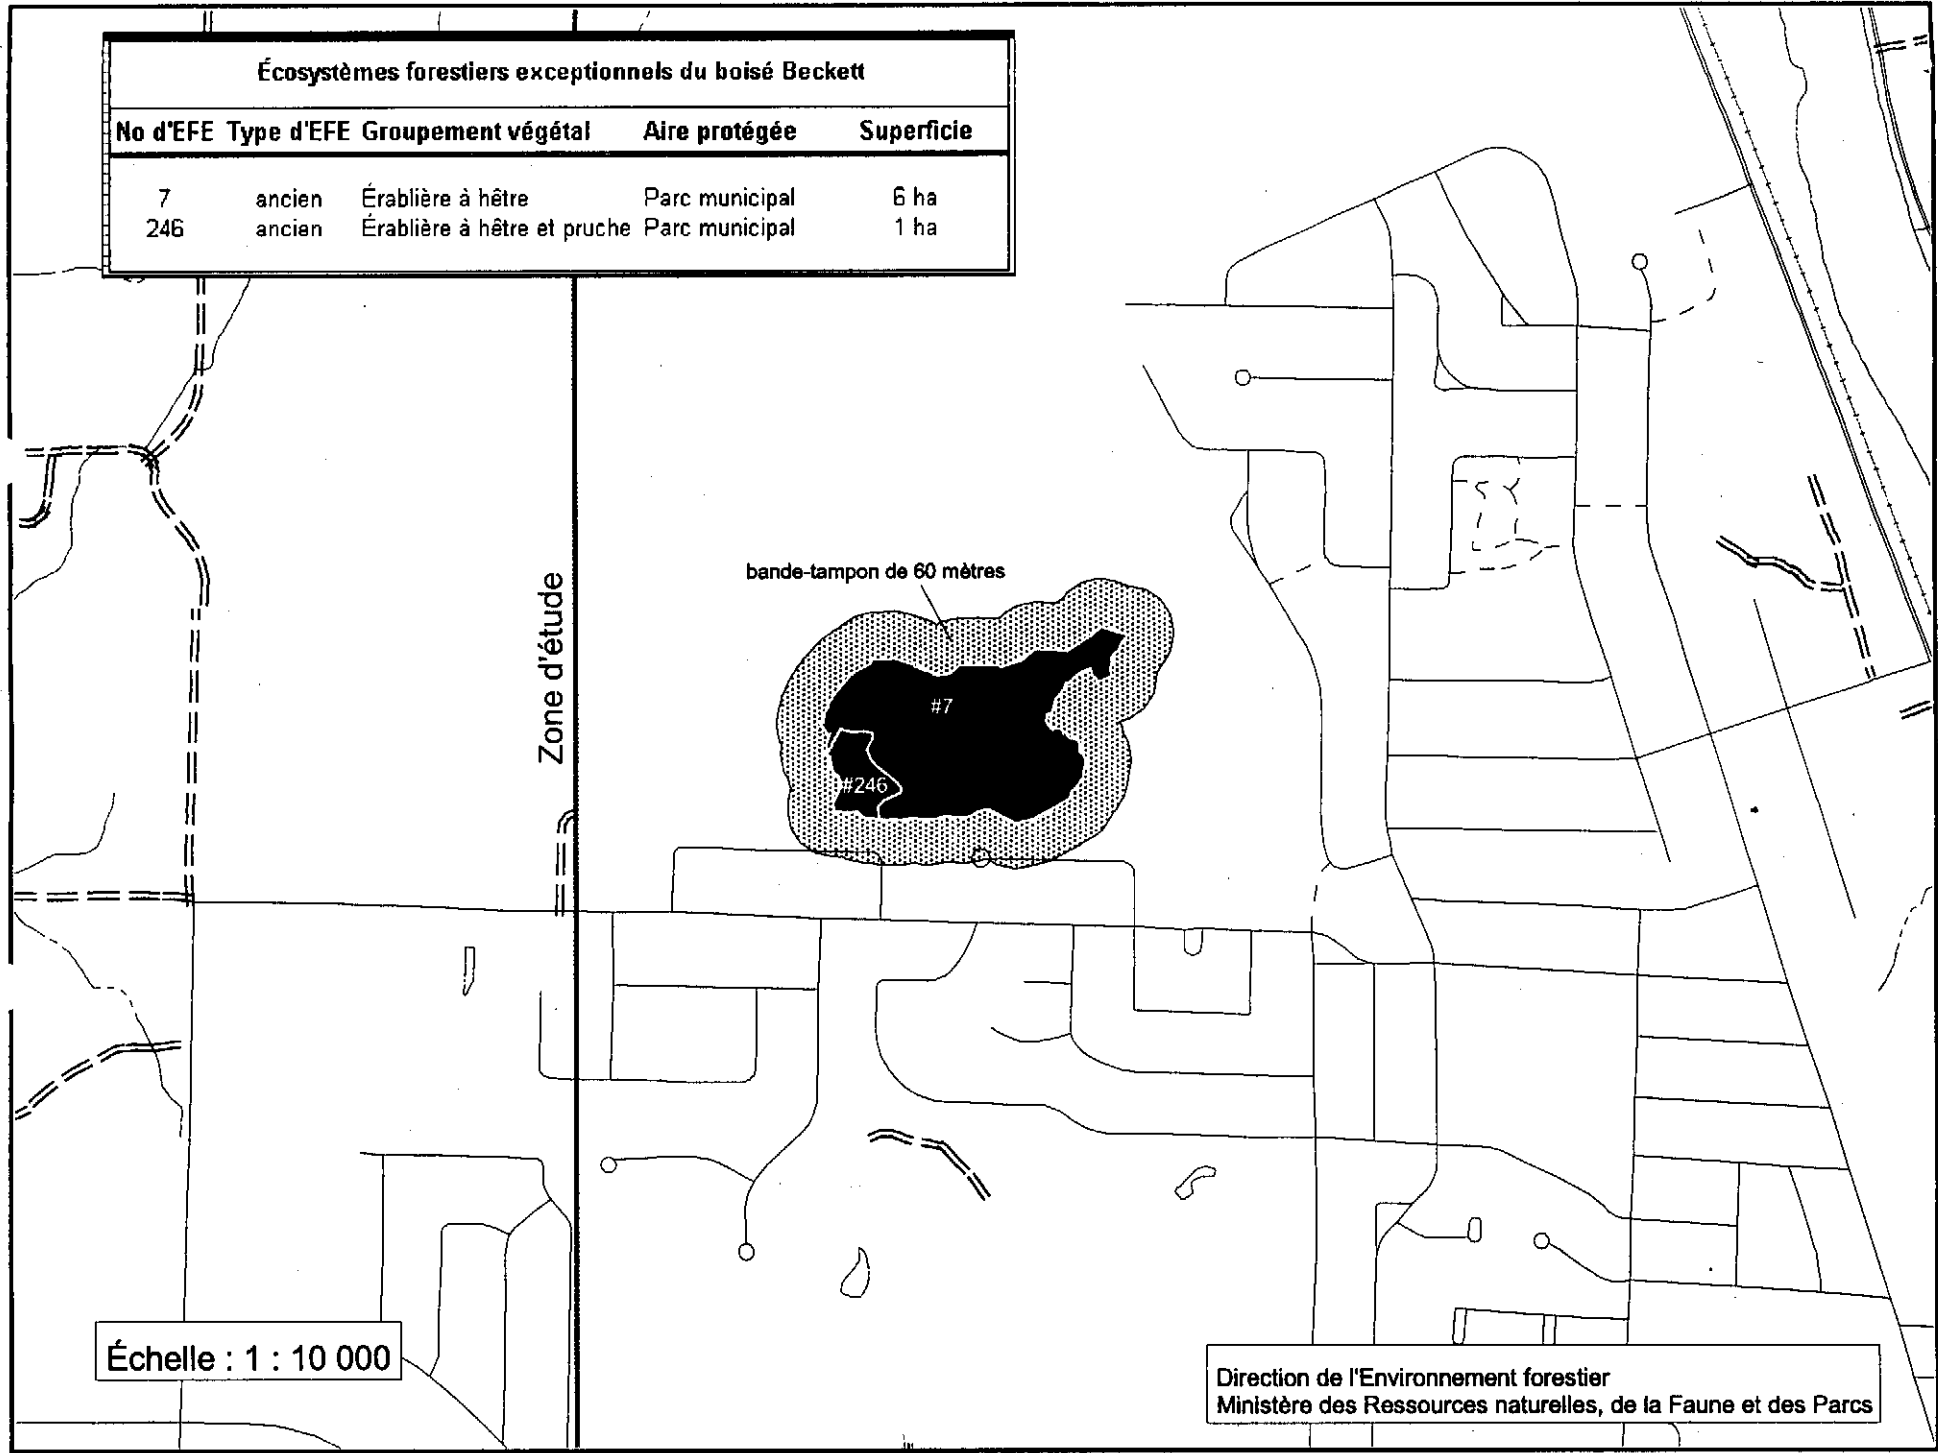 Écosystèmes forestiers exceptionnels du boisé Beckett
No d'EFE Type d'EFE Groupement végétal Aire protégée Superficie
7 ancien Érablière à hêtre Parc municipal 6 ha
246 ancien Érablière à hêtre et pruche Parc municipal 1 ha
bande-tampon de 60 mètres
Zone d'étude
#7
#246
Échelle : 1 : 10 000
Direction de l'Environnement forestier
Ministère des Ressources naturelles, de la Faune et des Parcs